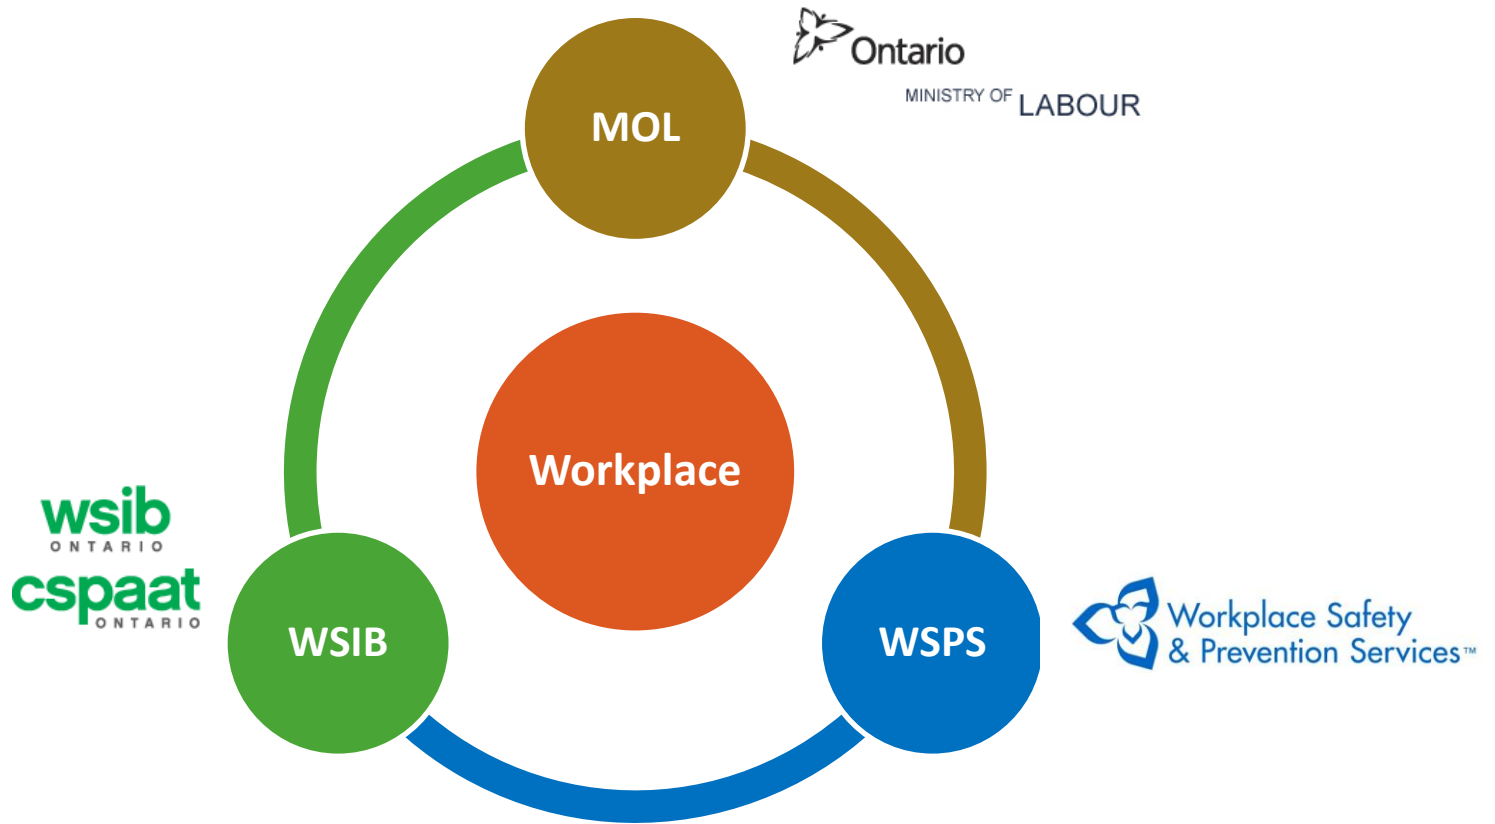 Ontario
MINISTRY OF LABOUR
MOL
Workplace
wsib
ONTARIO
cspaat
ONTARIO
WSIB
WSPS
Workplace Safety
& Prevention Services™